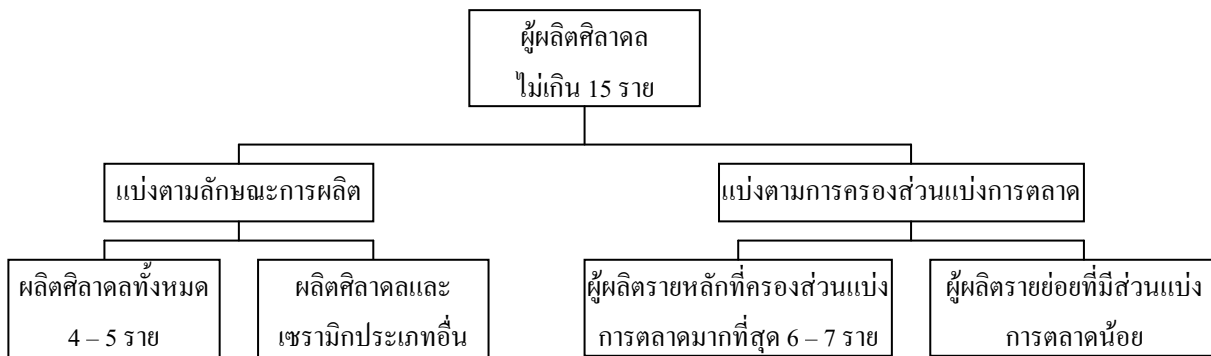 ผู้ผลิตศิลาดล
ไม่เกิน 15 ราย
แบ่งตามลักษณะการผลิต
แบ่งตามการครองส่วนแบ่งการตลาด
ผลิตศิลาดลทั้งหมด
4 – 5 ราย
ผลิตศิลาดลและ
เซรามิกประเภทอื่น
ผู้ผลิตรายหลักที่ครองส่วนแบ่ง
การตลาดมากที่สุด 6 – 7 ราย
ผู้ผลิตรายย่อยที่มีส่วนแบ่ง
การตลาดน้อย